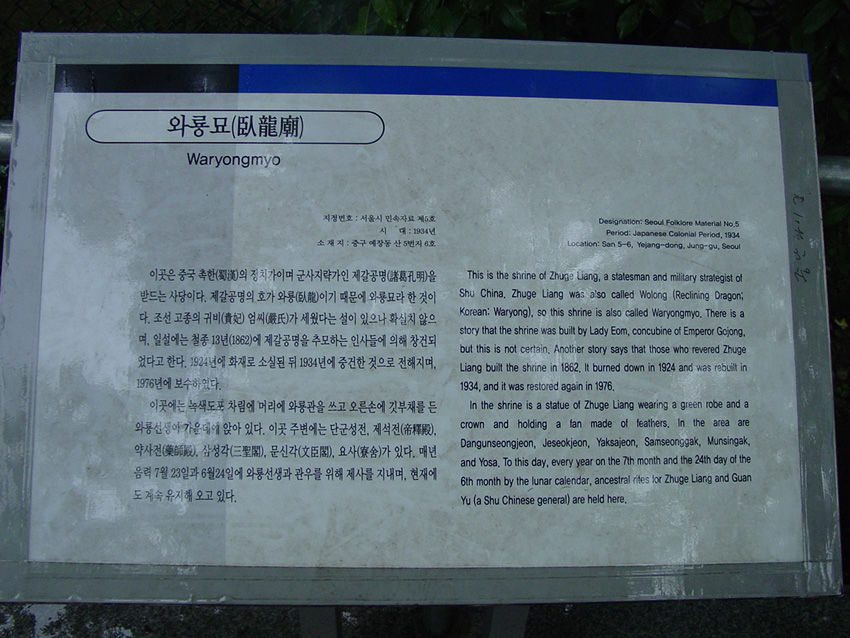 와룡묘(臥龍廟)
Waryongmyo
지정번호 : 서울시 민속자료 제5호
시 대 : 1934년
소 재 지 : 중구 예장동 산 5번지 6호
이곳은 중국 촉한(蜀漢)의 정치가이며 군사지략가인 제갈공명(諸葛孔明)을
받드는 사당이다. 제갈공명의 호가 와룡(臥龍)이기 때문에 와룡묘라 한 것이
다. 조선 고종의 귀비(貴妃) 엄씨(嚴氏)가 세웠다는 설이 있으나 확실치 않으
며, 일설에는 철종 13년(1862)에 제갈공명을 추모하는 인사들에 의해 창건되
었다고 한다. 1924년에 화재로 소실된 뒤 1934년에 중건한 것으로 전해지며,
1976년에 보수하였다.
이곳에는 녹색도포 차림에 머리에 와룡관을 쓰고 오른손에 깃부채를 든
와룡선생이 가운데에 앉아 있다. 이곳 주변에는 단군성전, 제석전(帝釋殿),
약사전(藥師殿), 삼성각(三聖閣), 문신각(文臣閣), 요사(寮舍)가 있다. 매년
음력 7월 23일과 6월24일에 와룡선생과 관우를 위해 제사를 지내며, 현재에
도 계속 유지해 오고 있다.
Designation: Seoul Folklore Material No.5
Period: Japanese Colonial Period, 1934
Location: San 5-6, Yejang-dong, Jung-gu, Seoul
This is the shrine of Zhuge Liang, a statesman and military strategist of
Shu China. Zhuge Liang was also called Wolong (Reclining Dragon;
Korean: Waryong), so this shrine is also called Waryongmyo. There is a
story that the shrine was built by Lady Eom, concubine of Emperor Gojong,
but this is not certain. Another story says that those who revered Zhuge
Liang built the shrine in 1862. It burned down in 1924 and was rebuilt in
1934, and it was restored again in 1976.
In the shrine is a statue of Zhuge Liang wearing a green robe and a
crown and holding a fan made of feathers. In the area are
Dangunseongjeon, Jeseokjeon, Yaksajeon, Samseonggak, Munsingak,
and Yosa. To this day, every year on the 7th month and the 24th day of the
6th month by the lunar calendar, ancestral rites for Zhuge Liang and Guan
Yu (a Shu Chinese general) are held here.